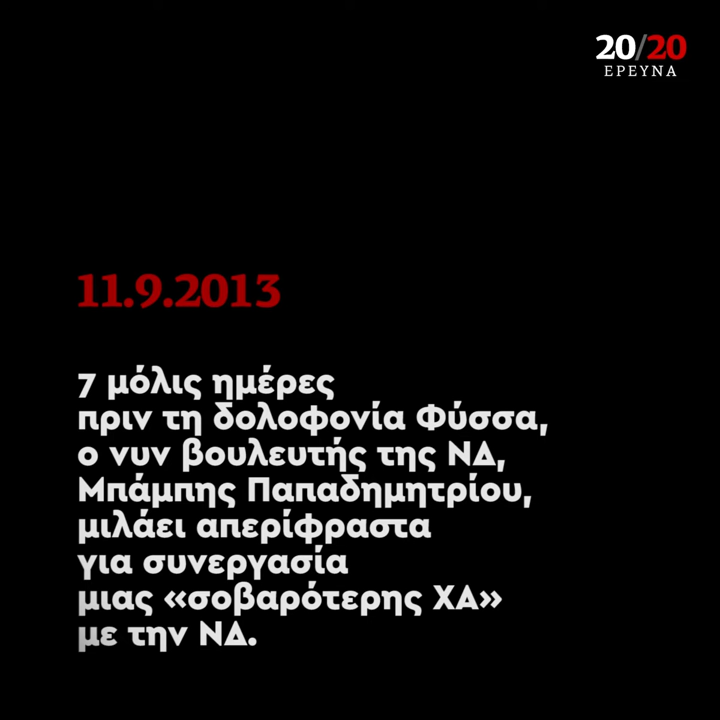 20/20
ΕΡΕΥΝΑ
11.9.2013
7 μόλις ημέρες
πριν τη δολοφονία Φύσσα,
ο νυν βουλευτής της ΝΔ,
Μπάμπης Παπαδημητρίου,
μιλάει απερίφραστα
για συνεργασία
μιας «σοβαρότερης ΧΑ»
με την ΝΔ.